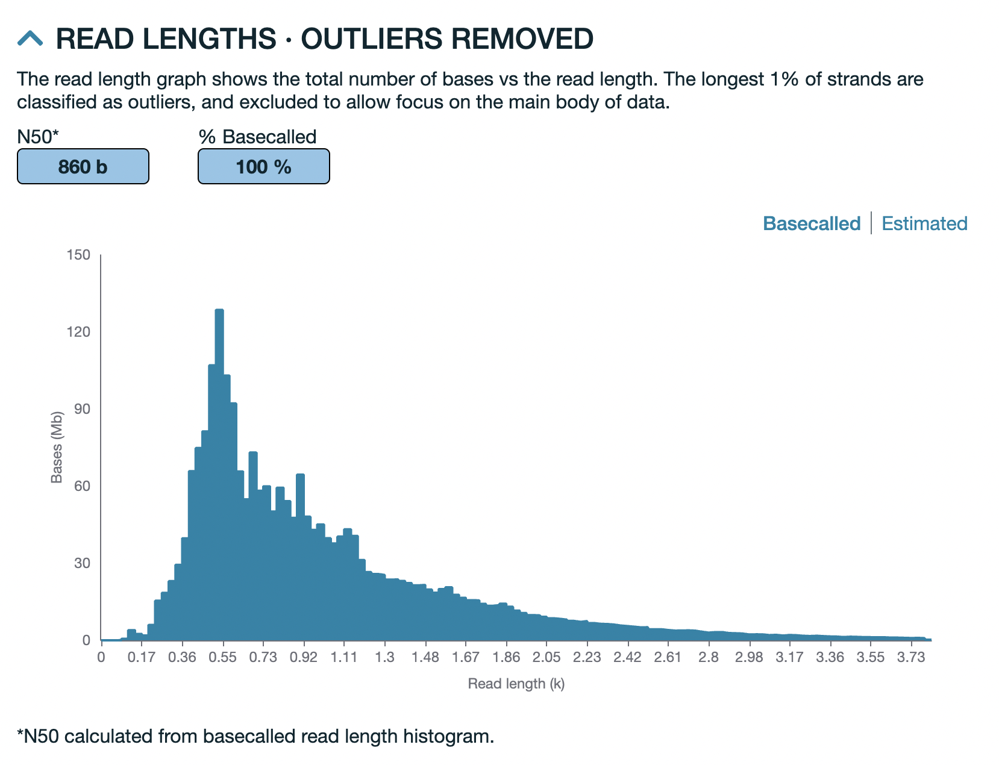 READ LENGTHS · OUTLIERS REMOVED
The read length graph shows the total number of bases vs the read length. The longest 1% of strands are
classified as outliers, and excluded to allow focus on the main body of data.
N50* % Basecalled
860 b 100 %
Basecalled | Estimated
150
120
90
60
30
0
Bases (Mb)
0 0.17 0.36 0.55 0.73 0.92 1.11 1.3 1.48 1.67 1.86 2.05 2.23 2.42 2.61 2.8 2.98 3.17 3.36 3.55 3.73
Read length (k)
*N50 calculated from basecalled read length histogram.